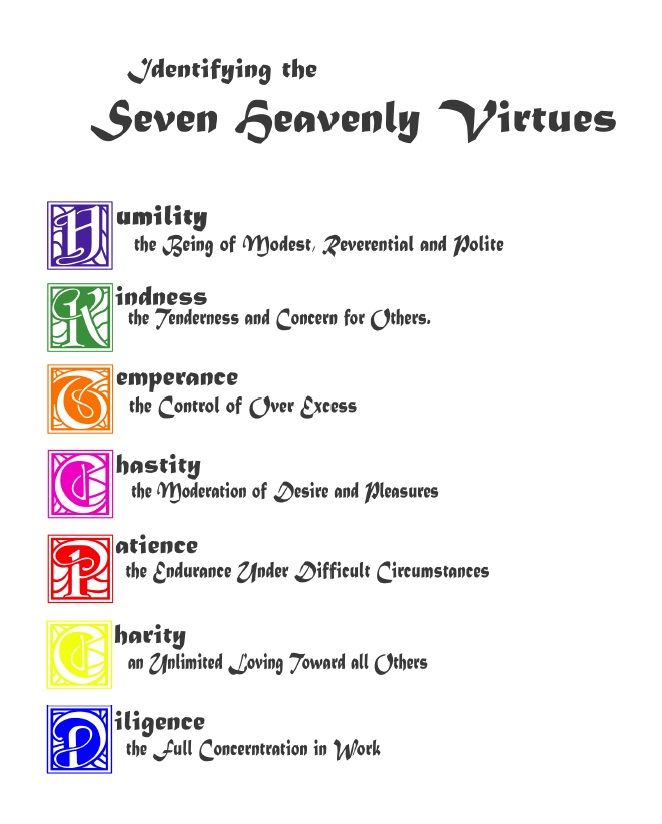 Identifying the
Seven Heavenly Virtues
Humility
the Being of Modest, Reverential and Polite
Kindness
the Tenderness and Concern for Others.
Temperance
the Control of Over Excess
Chastity
the Moderation of Desire and Pleasures
Patience
the Endurance Under Difficult Circumstances
Charity
an Unlimited Loving Toward all Others
Diligence
the Full Concerntration in Work